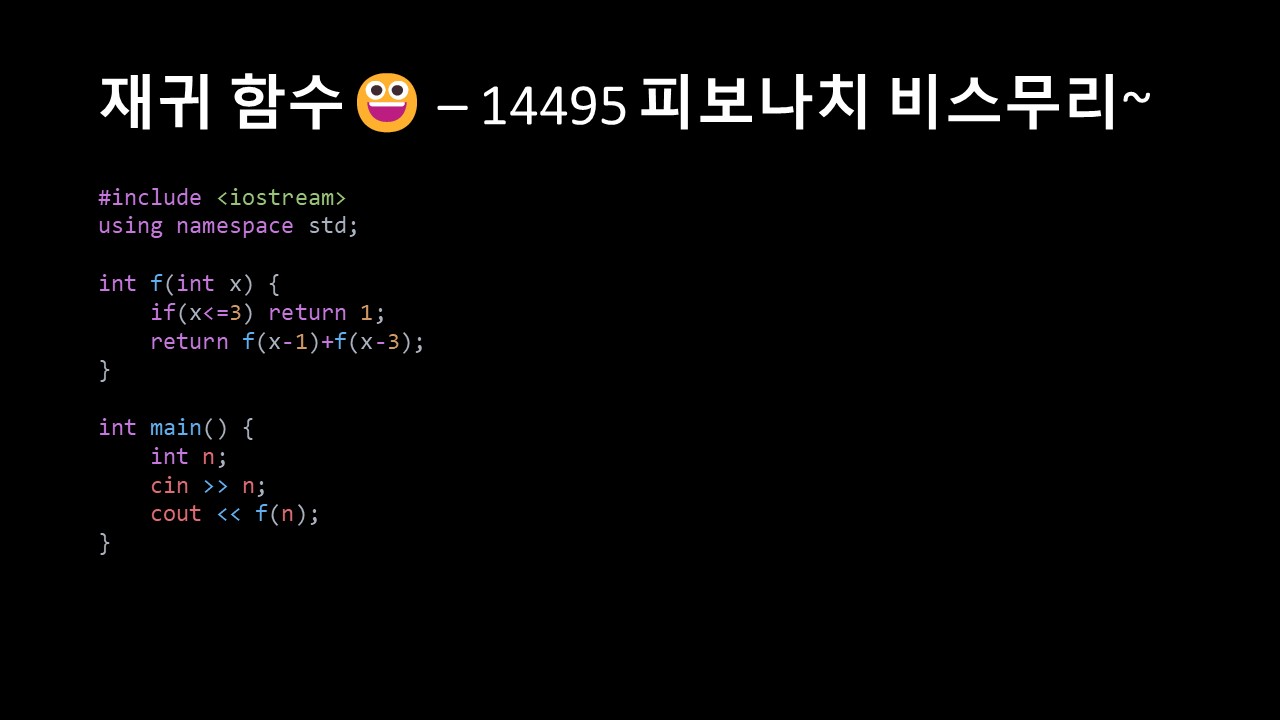 재귀 함수😀 – 14495 피보나치 비스무리~
#include <iostream>
using namespace std;
int f(int x) {
    if(x<=3) return 1;
    return f(x-1)+f(x-3);
}
int main() {
    int n;
    cin >> n;
    cout << f(n);
}